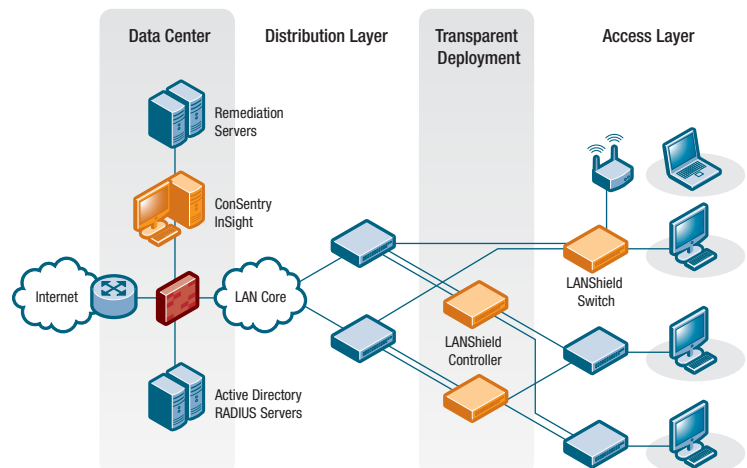 Data Center
Distribution Layer
Transparent
Deployment
Access Layer
Remediation
Servers
ConSentry
InSight
Internet
LAN Core
LANShield
Switch
LANShield
Controller
Active Directory
RADIUS Servers